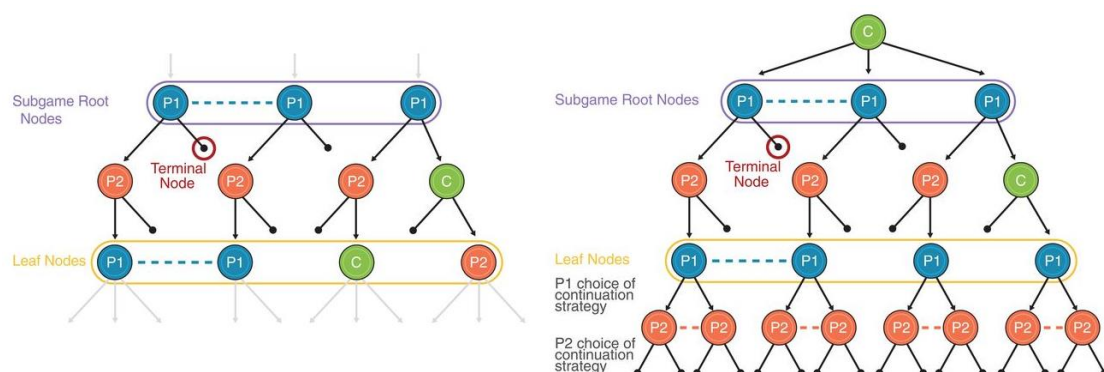 Subgame Root
Nodes
P1
P1
P1
Terminal
Node
P2
P2
P2
C
Leaf Nodes
P1
P1
C
P2
C
Subgame Root Nodes
P1
P1
P1
Terminal
Node
P2
P2
P2
C
Leaf Nodes
P1
P1
P1
P1
P1 choice of
continuation
strategy
P2
P2
P2
P2
P2
P2
P2
P2
P2 choice of
continuation
strategy